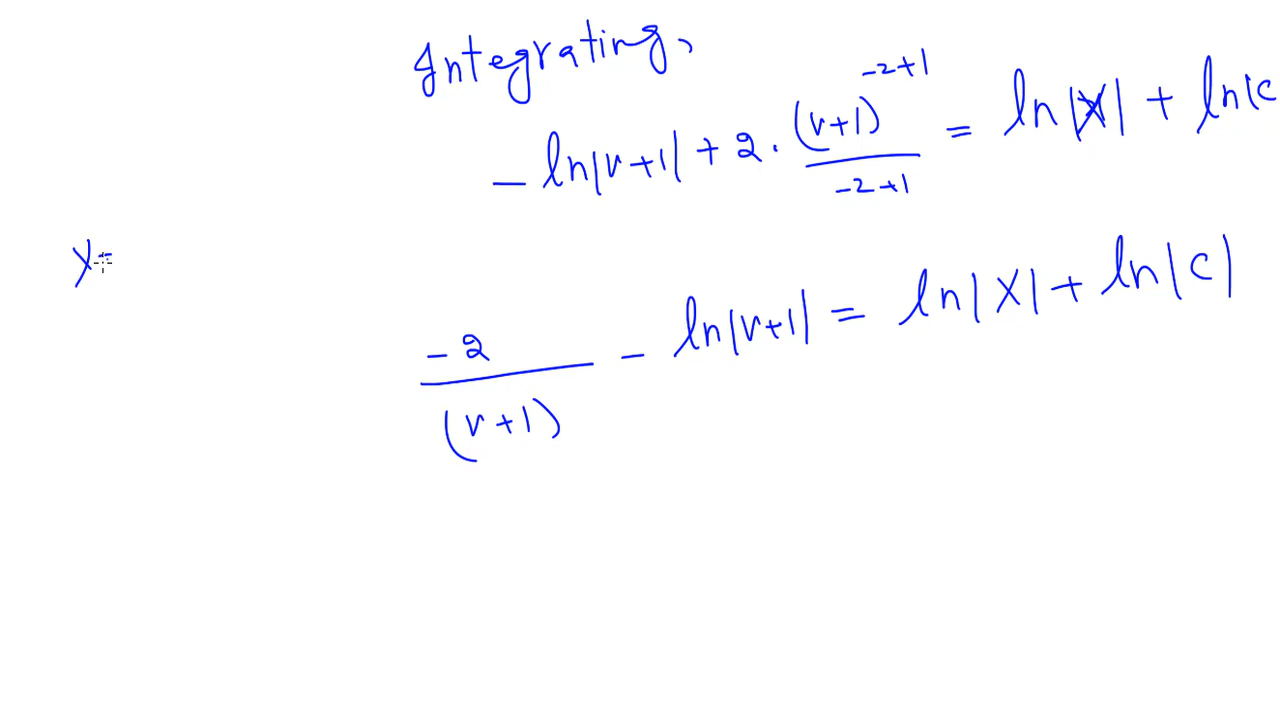 Integrating,
- ln|v+1| + 2 · (v+1)^{-2+1} / (-2+1) = ln|X| + ln|c
X=
-2 / (v+1) - ln|v+1| = ln|X| + ln|c|